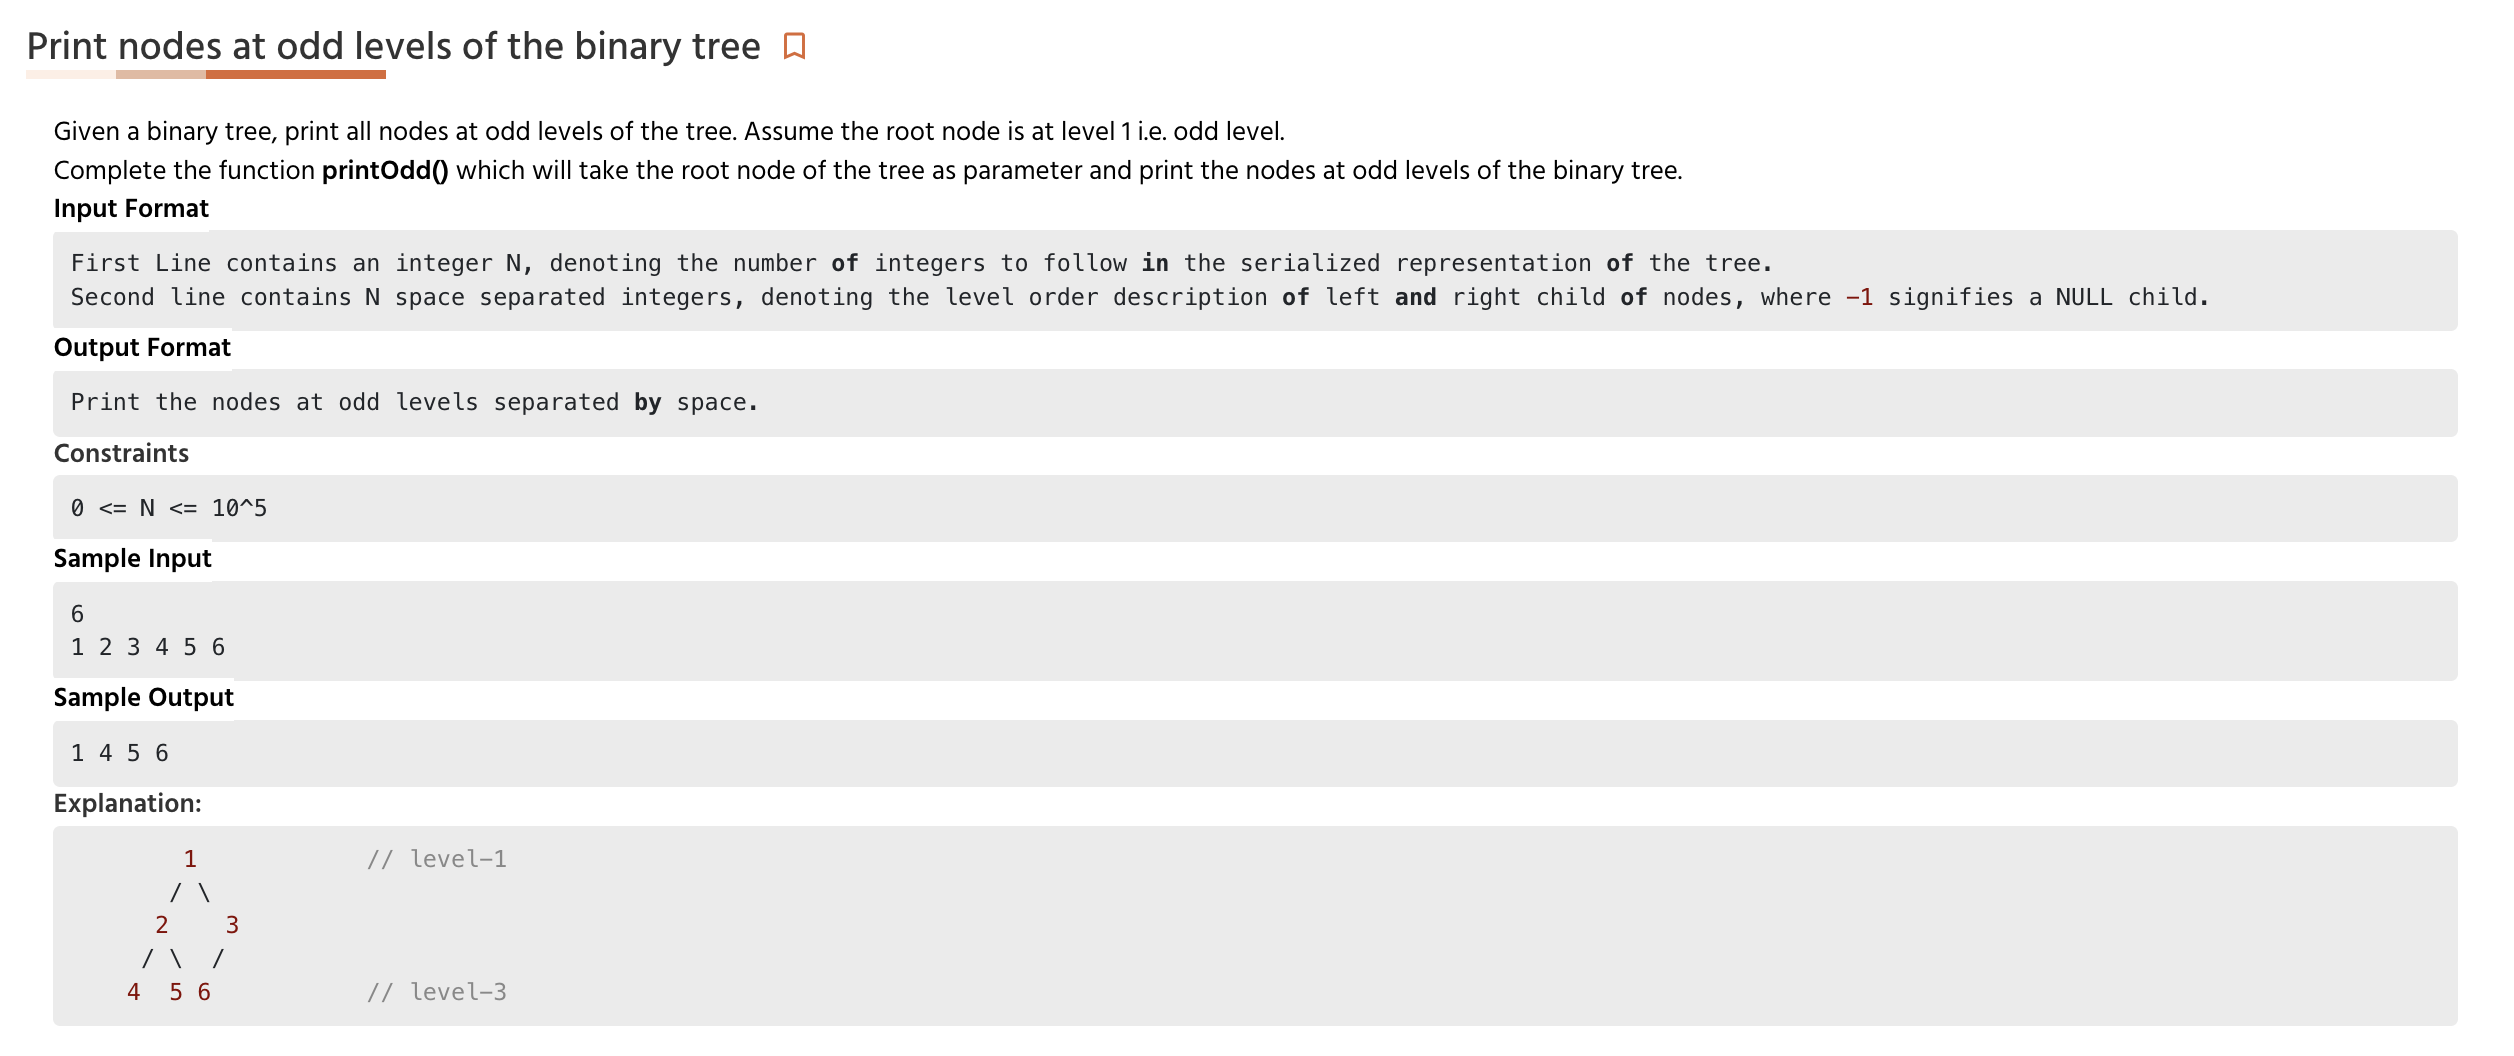 Print nodes at odd levels of the binary tree
Given a binary tree, print all nodes at odd levels of the tree. Assume the root node is at level 1 i.e. odd level.
Complete the function printOdd() which will take the root node of the tree as parameter and print the nodes at odd levels of the binary tree.
Input Format
First Line contains an integer N, denoting the number of integers to follow in the serialized representation of the tree.
Second line contains N space separated integers, denoting the level order description of left and right child of nodes, where -1 signifies a NULL child.
Output Format
Print the nodes at odd levels separated by space.
Constraints
0 <= N <= 10^5
Sample Input
6
1 2 3 4 5 6
Sample Output
1 4 5 6
Explanation:
        1            // level-1
       / \
      2    3
     / \  /
    4  5 6           // level-3